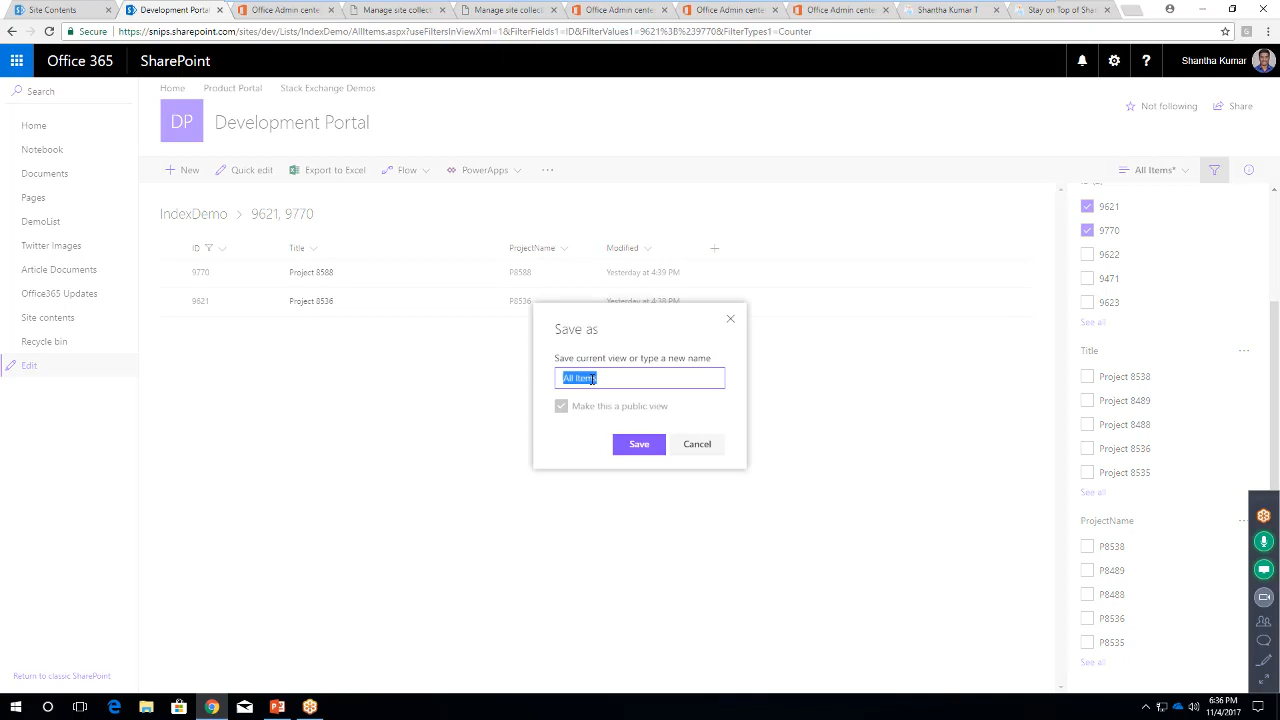 Site Contents
Development Portal
Office Admin cente
Manage site collect
Manage site collect
Office Admin cente
Office Admin cente
Office Admin cente
Shantha Kumar T
Stay on Top of Shar
Secure
https://snips.sharepoint.com/sites/dev/Lists/IndexDemo/AllItems.aspx?useFiltersInViewXml=1&FilterField1=ID&FilterValues1=9621%3B%239770&FilterTypes1=Counter
Office 365
SharePoint
Shantha Kumar
Search
Home
Product Portal
Stack Exchange Demos
DP
Development Portal
Not following
Share
Home
Notebook
Documents
Pages
DemoList
Twitter Images
Article Documents
Office365 Updates
Site contents
Recycle bin
Edit
Return to classic SharePoint
New
Quick edit
Export to Excel
Flow
PowerApps
All Items*
IndexDemo > 9621, 9770
ID
Title
ProjectName
Modified
9770
Project 8588
P8588
Yesterday at 4:39 PM
9621
Project 8536
P8536
Yesterday at 4:38 PM
Save as
Save current view or type a new name
All Items
Make this a public view
Save
Cancel
9621
9770
9622
9471
9623
See all
Title
Project 8538
Project 8489
Project 8488
Project 8536
Project 8535
See all
ProjectName
P8538
P8489
P8488
P8536
P8535
See all
6:36 PM
11/4/2017